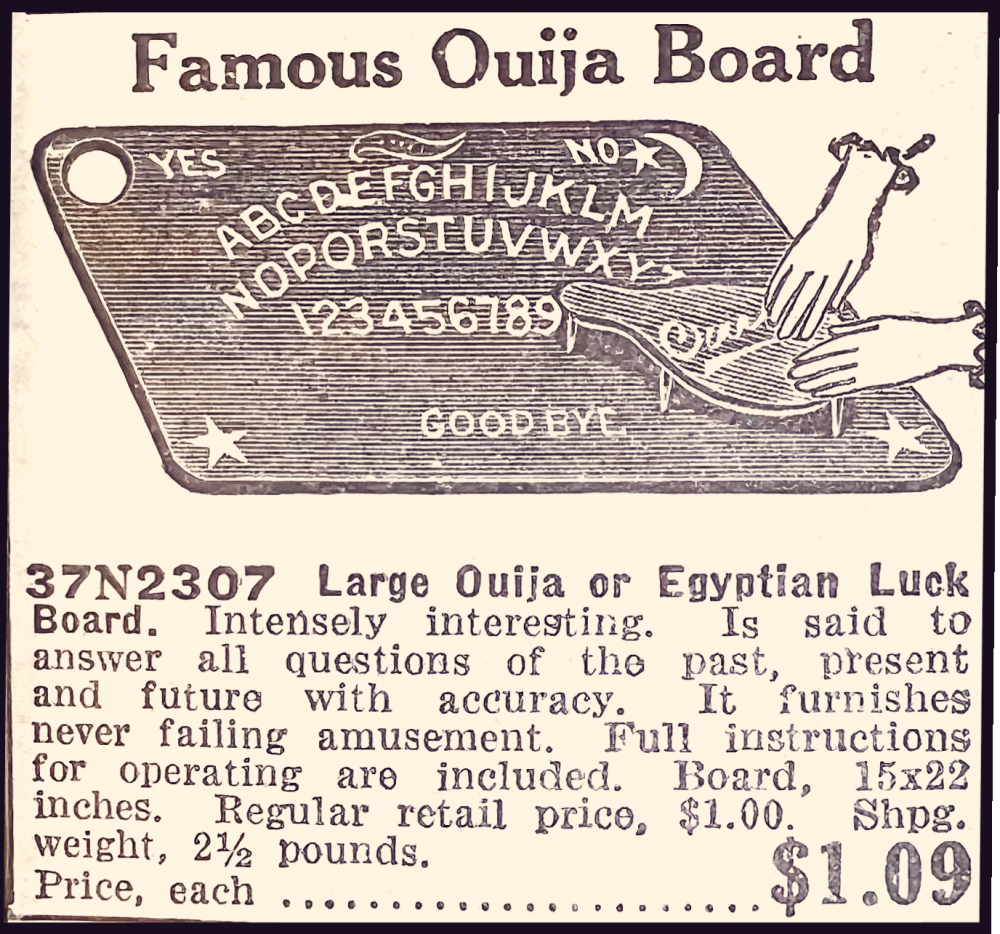 Famous Ouija Board
YES
NO
ABCDEFGHIJKLM
NOPQRSTUVWXYZ
123456789
GOOD BYE
37N2307 Large Ouija or Egyptian Luck
Board. Intensely interesting. Is said to
answer all questions of the past, present
and future with accuracy. It furnishes
never failing amusement. Full instructions
for operating are included. Board, 15x22
inches. Regular retail price, $1.00. Shpg.
weight, 2½ pounds.
Price, each ........................$1.09